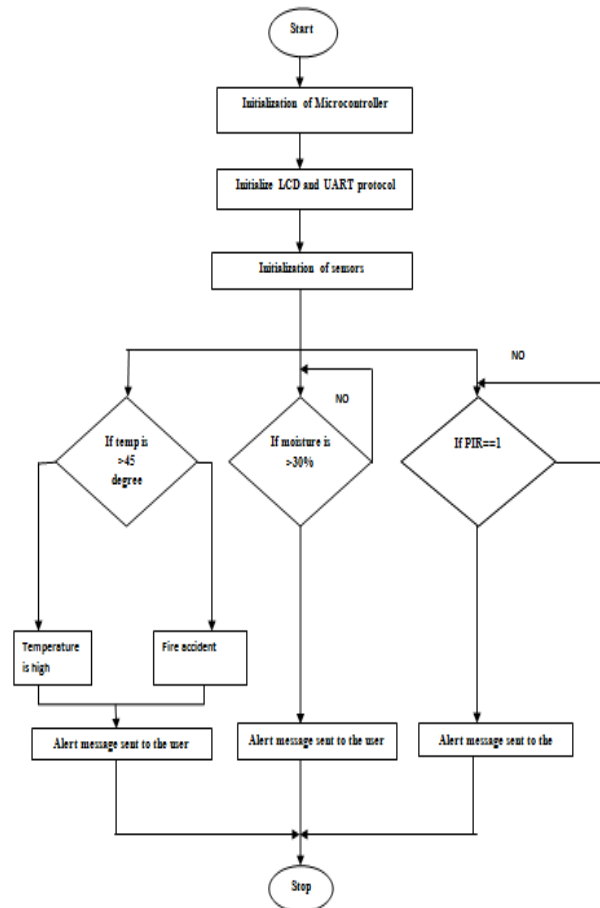 Start
Initialization of Microcontroller
Initialize LCD and UART protocol
Initialization of sensors
NO
NO
If temp is
>45
degree
If moisture is
>30%
If PIR==1
Temperature
is high
Fire accident
Alert message sent to the user
Alert message sent to the user
Alert message sent to the
Stop